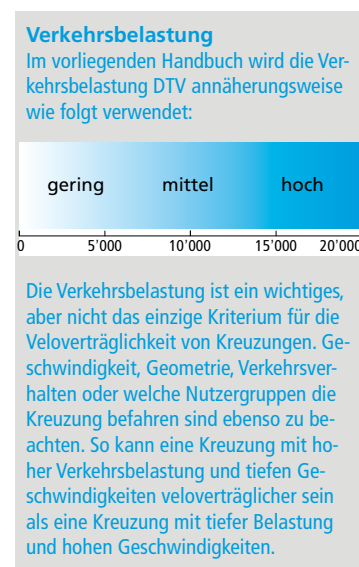 Verkehrsbelastung
Im vorliegenden Handbuch wird die Ver-
kehrsbelastung DTV annäherungsweise
wie folgt verwendet:
gering mittel hoch
0 5'000 10'000 15'000 20'000
Die Verkehrsbelastung ist ein wichtiges,
aber nicht das einzige Kriterium für die
Veloverträglichkeit von Kreuzungen. Ge-
schwindigkeit, Geometrie, Verkehrsver-
halten oder welche Nutzergruppen die
Kreuzung befahren sind ebenso zu be-
achten. So kann eine Kreuzung mit ho-
her Verkehrsbelastung und tiefen Ge-
schwindigkeiten veloverträglicher sein
als eine Kreuzung mit tiefer Belastung
und hohen Geschwindigkeiten.